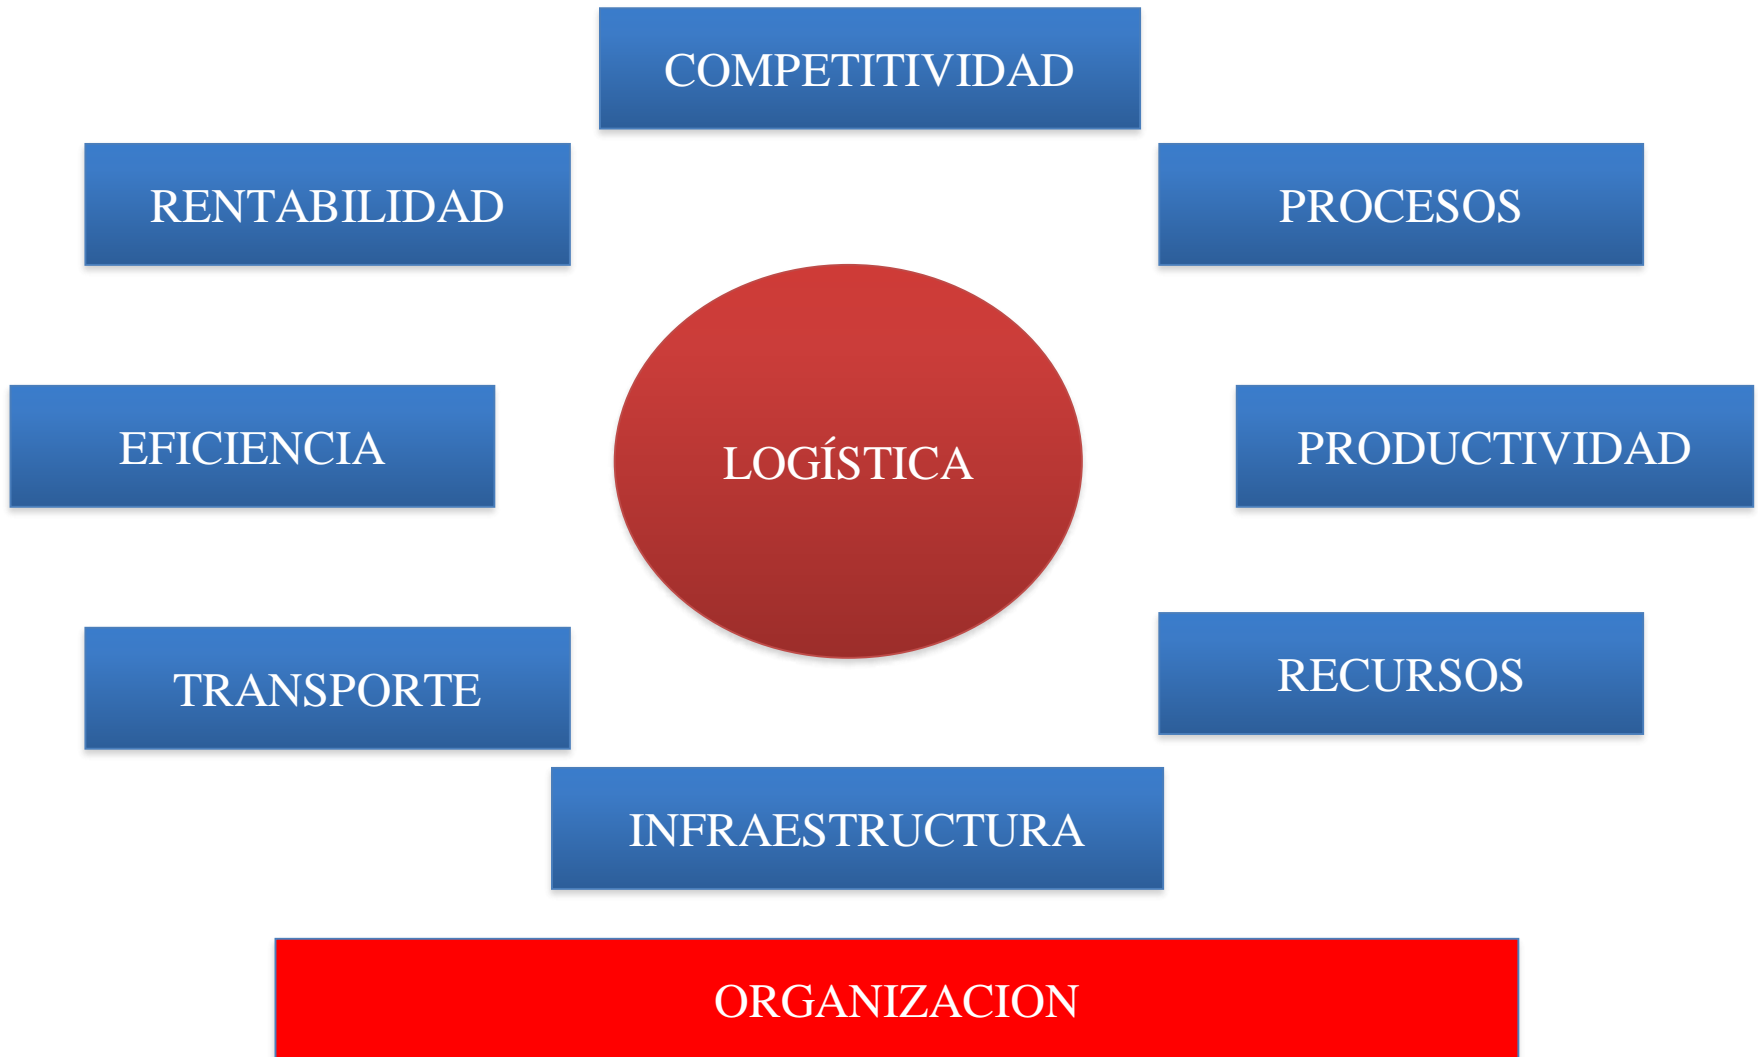 COMPETITIVIDAD
RENTABILIDAD
PROCESOS
EFICIENCIA
LOGÍSTICA
PRODUCTIVIDAD
TRANSPORTE
RECURSOS
INFRAESTRUCTURA
ORGANIZACION